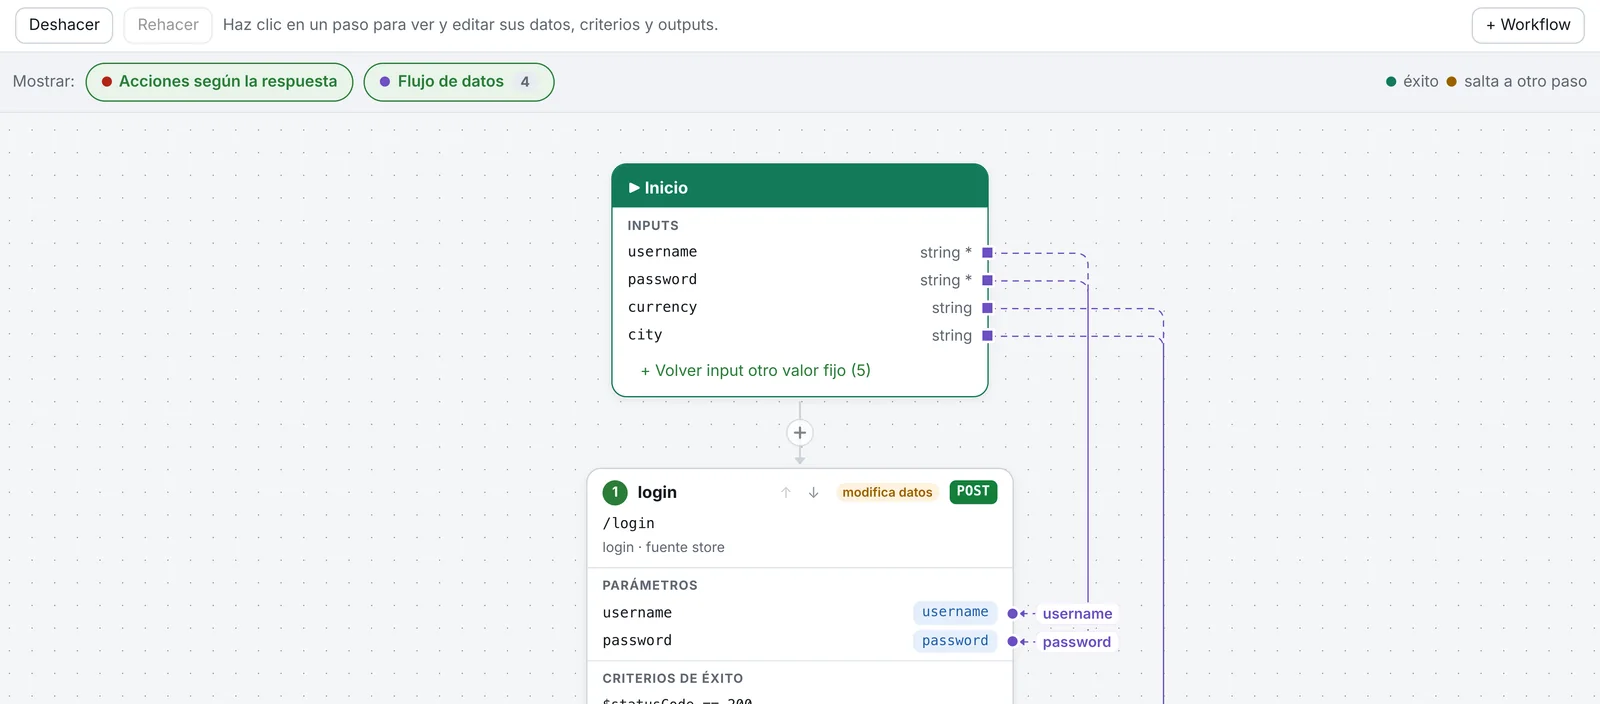 Deshacer Rehacer Haz clic en un paso para ver y editar sus datos, criterios y outputs. + Workflow
Mostrar: Acciones según la respuesta Flujo de datos 4 éxito salta a otro paso
Inicio
INPUTS
username string *
password string *
currency string
city string
+ Volver input otro valor fijo (5)
+
1 login ↑ ↓ modifica datos POST
/login
login · fuente store
PARÁMETROS
username username username
password password password
CRITERIOS DE ÉXITO
$statusCode == 200